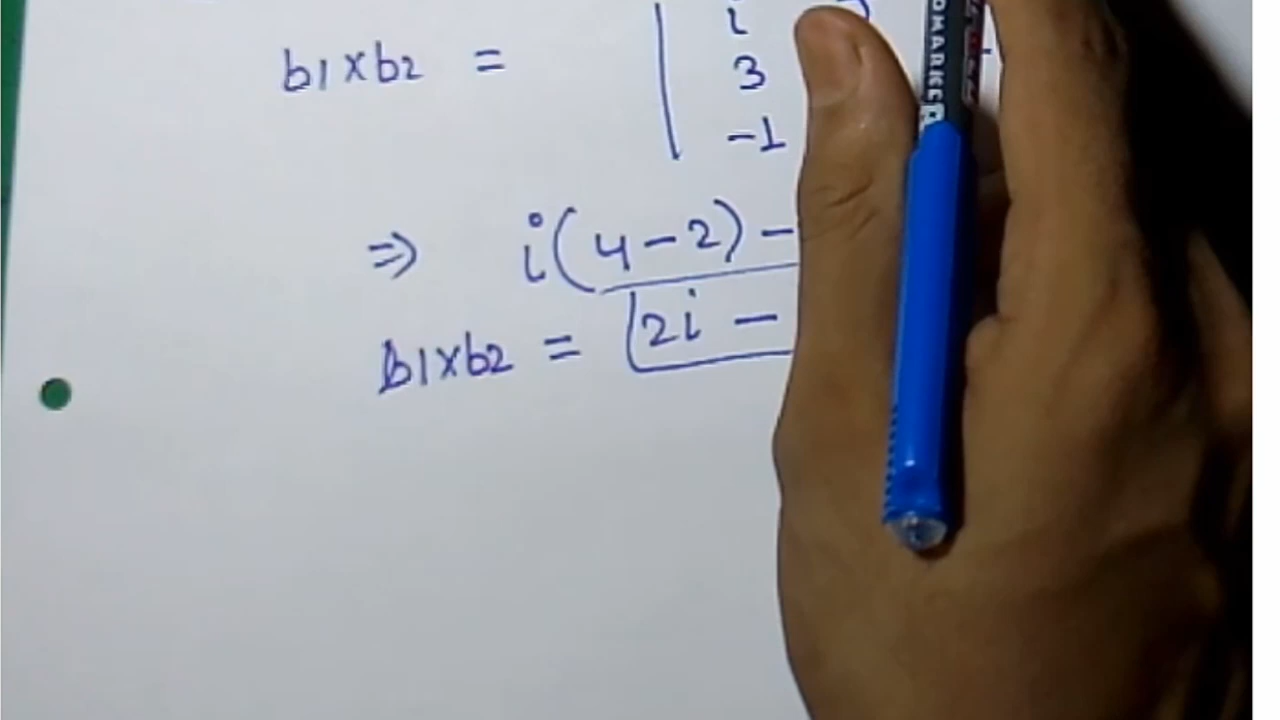 b1×b2 = | i
3
-1
⇒ i(4-2) -
b1×b2 = 2i -